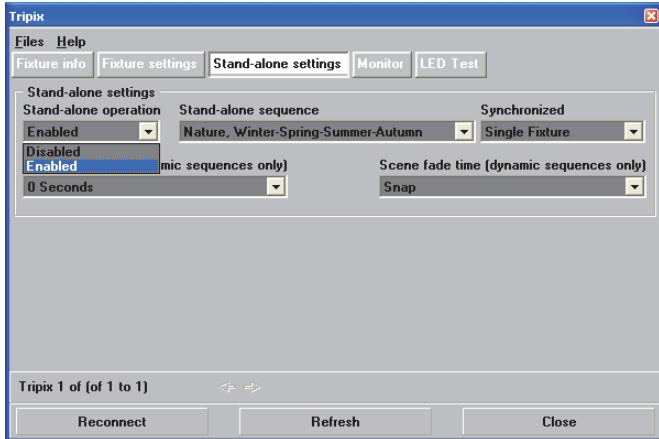 Tripix
Files Help
Fixture info Fixture settings Stand-alone settings Monitor LED Test
Stand-alone settings
Stand-alone operation Stand-alone sequence Synchronized
Enabled Nature, Winter-Spring-Summer-Autumn Single Fixture
Disabled
Enabled mic sequences only) Scene fade time (dynamic sequences only)
0 Seconds Snap
Tripix 1 of (of 1 to 1)
Reconnect Refresh Close